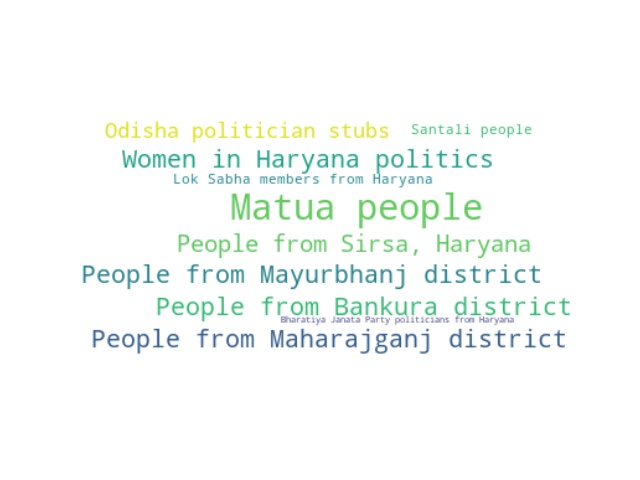 Odisha politician stubs Santali people
Women in Haryana politics
Lok Sabha members from Haryana
Matua people
People from Sirsa, Haryana
People from Mayurbhanj district
People from Bankura district
Bharatiya Janata Party politicians from Haryana
People from Maharajganj district